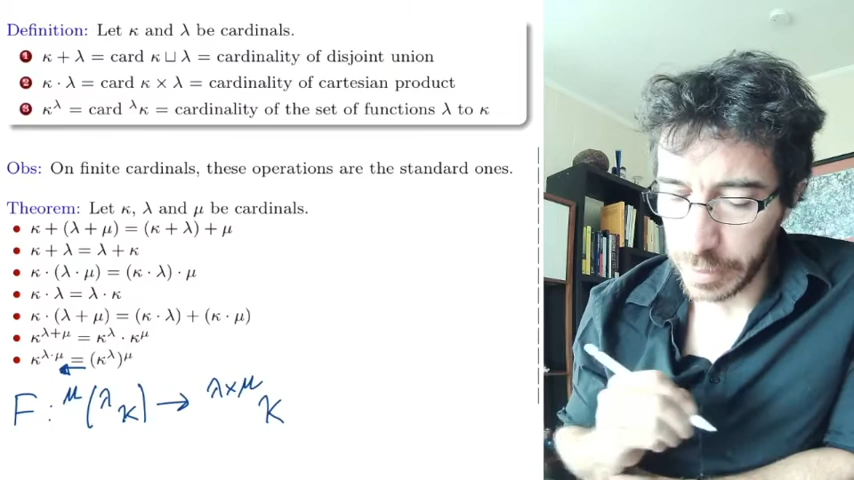 Definition: Let κ and λ be cardinals.
1 κ + λ = card κ ⊔ λ = cardinality of disjoint union
2 κ · λ = card κ × λ = cardinality of cartesian product
3 κ^λ = card ^λκ = cardinality of the set of functions λ to κ
Obs: On finite cardinals, these operations are the standard ones.
Theorem: Let κ, λ and μ be cardinals.
• κ + (λ + μ) = (κ + λ) + μ
• κ + λ = λ + κ
• κ · (λ · μ) = (κ · λ) · μ
• κ · λ = λ · κ
• κ · (λ + μ) = (κ · λ) + (κ · μ)
• κ^{λ+μ} = κ^λ · κ^μ
• κ^{λ·μ} = (κ^λ)^μ
←
F : ^μ(^λκ) → ^{λ×μ}κ